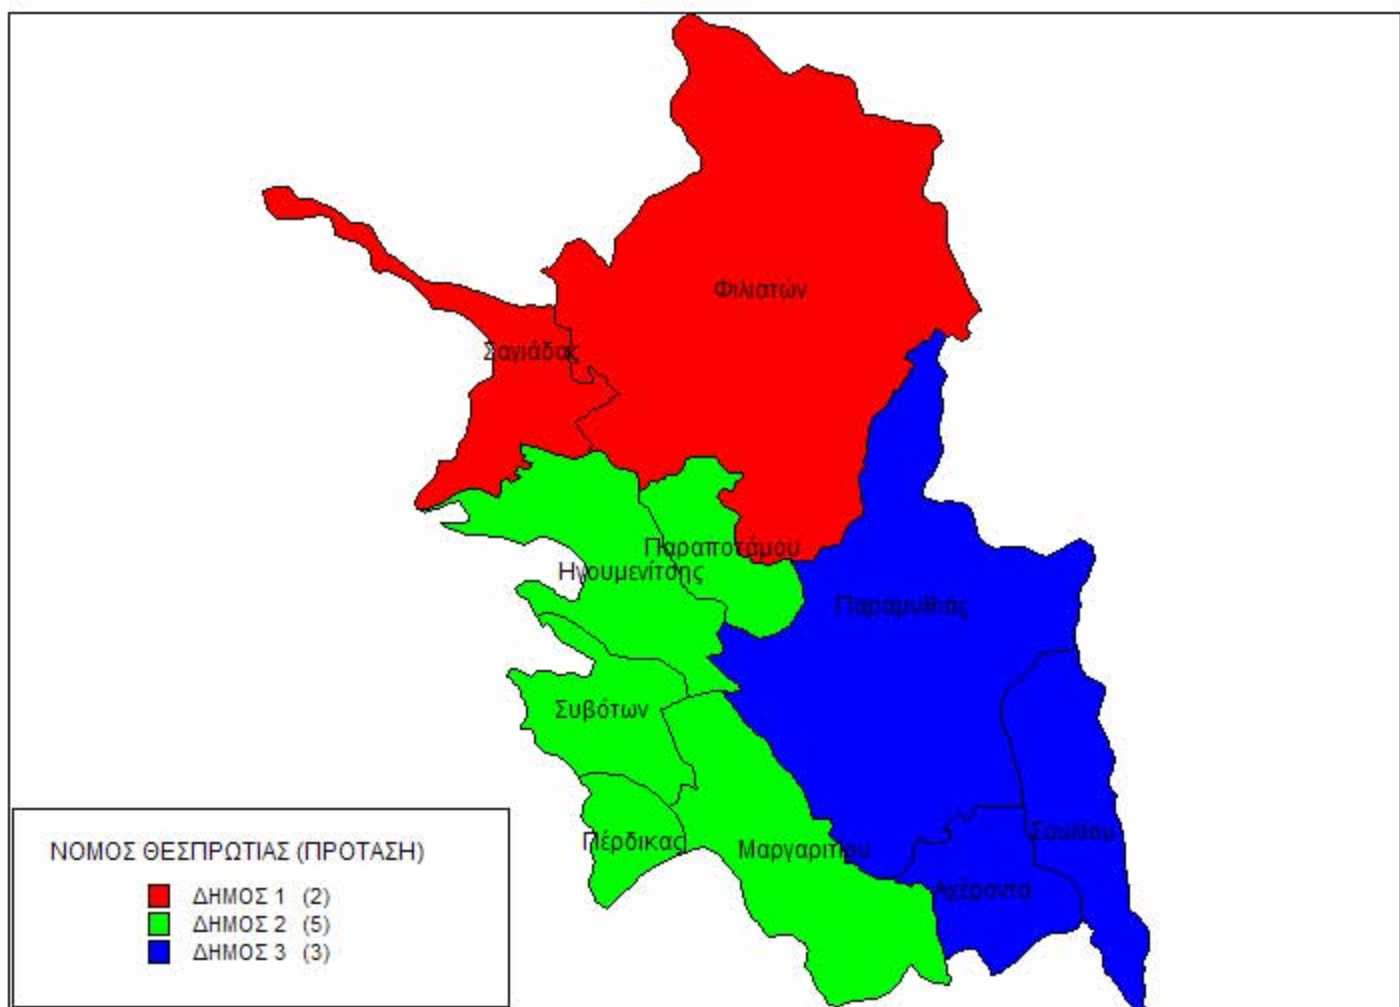 Φιλιατών
Σαγιάδας
Παραποτάμου
Ηγουμενίτσης
Παραμυθιάς
Συβότων
Πέρδικας
Μαργαριτίου
Σουλίου
Αχέροντα
ΝΟΜΟΣ ΘΕΣΠΡΩΤΙΑΣ (ΠΡΟΤΑΣΗ)
ΔΗΜΟΣ 1 (2)
ΔΗΜΟΣ 2 (5)
ΔΗΜΟΣ 3 (3)